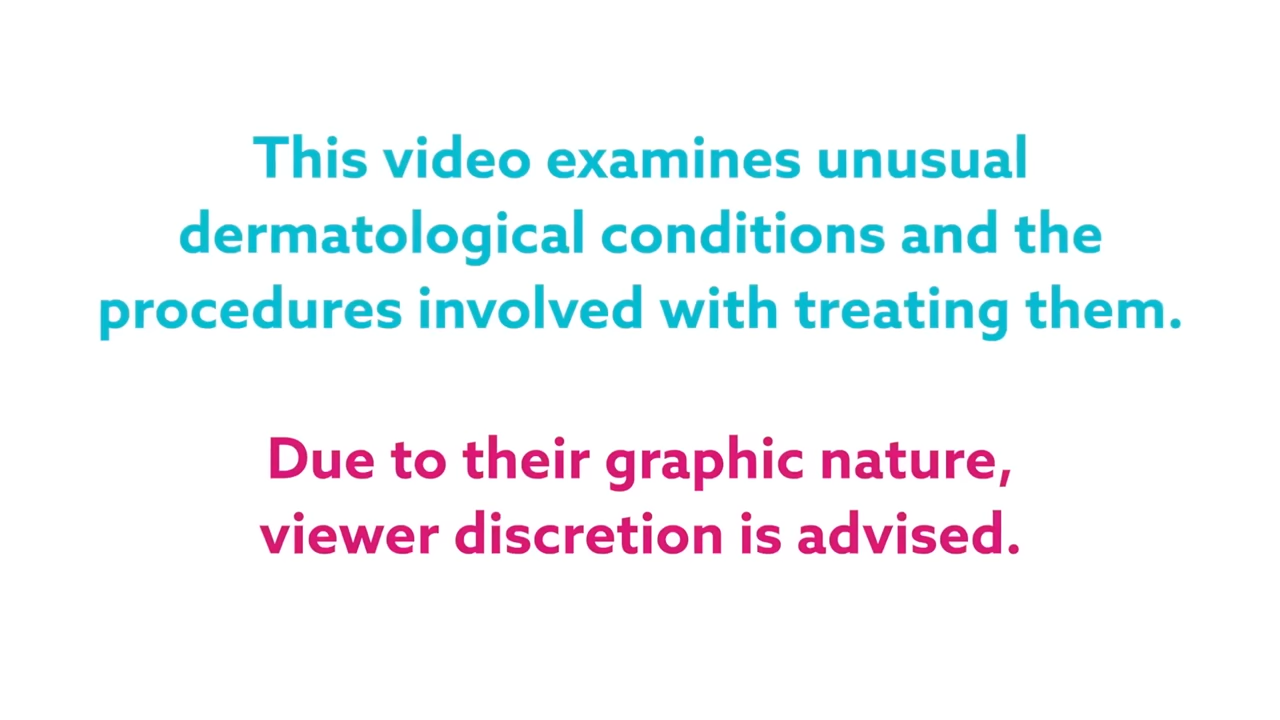 This video examines unusual
dermatological conditions and the
procedures involved with treating them.
Due to their graphic nature,
viewer discretion is advised.